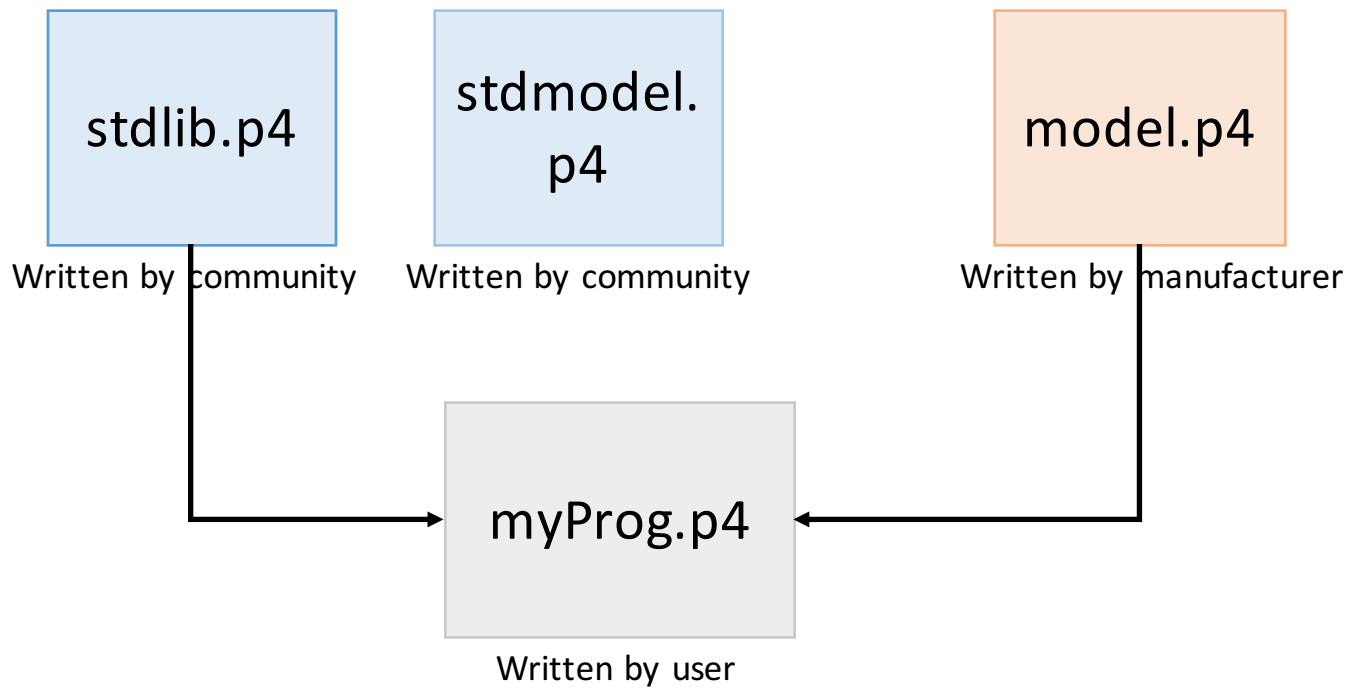 stdlib.p4
stdmodel.
p4
model.p4
Written by community
Written by community
Written by manufacturer
myProg.p4
Written by user